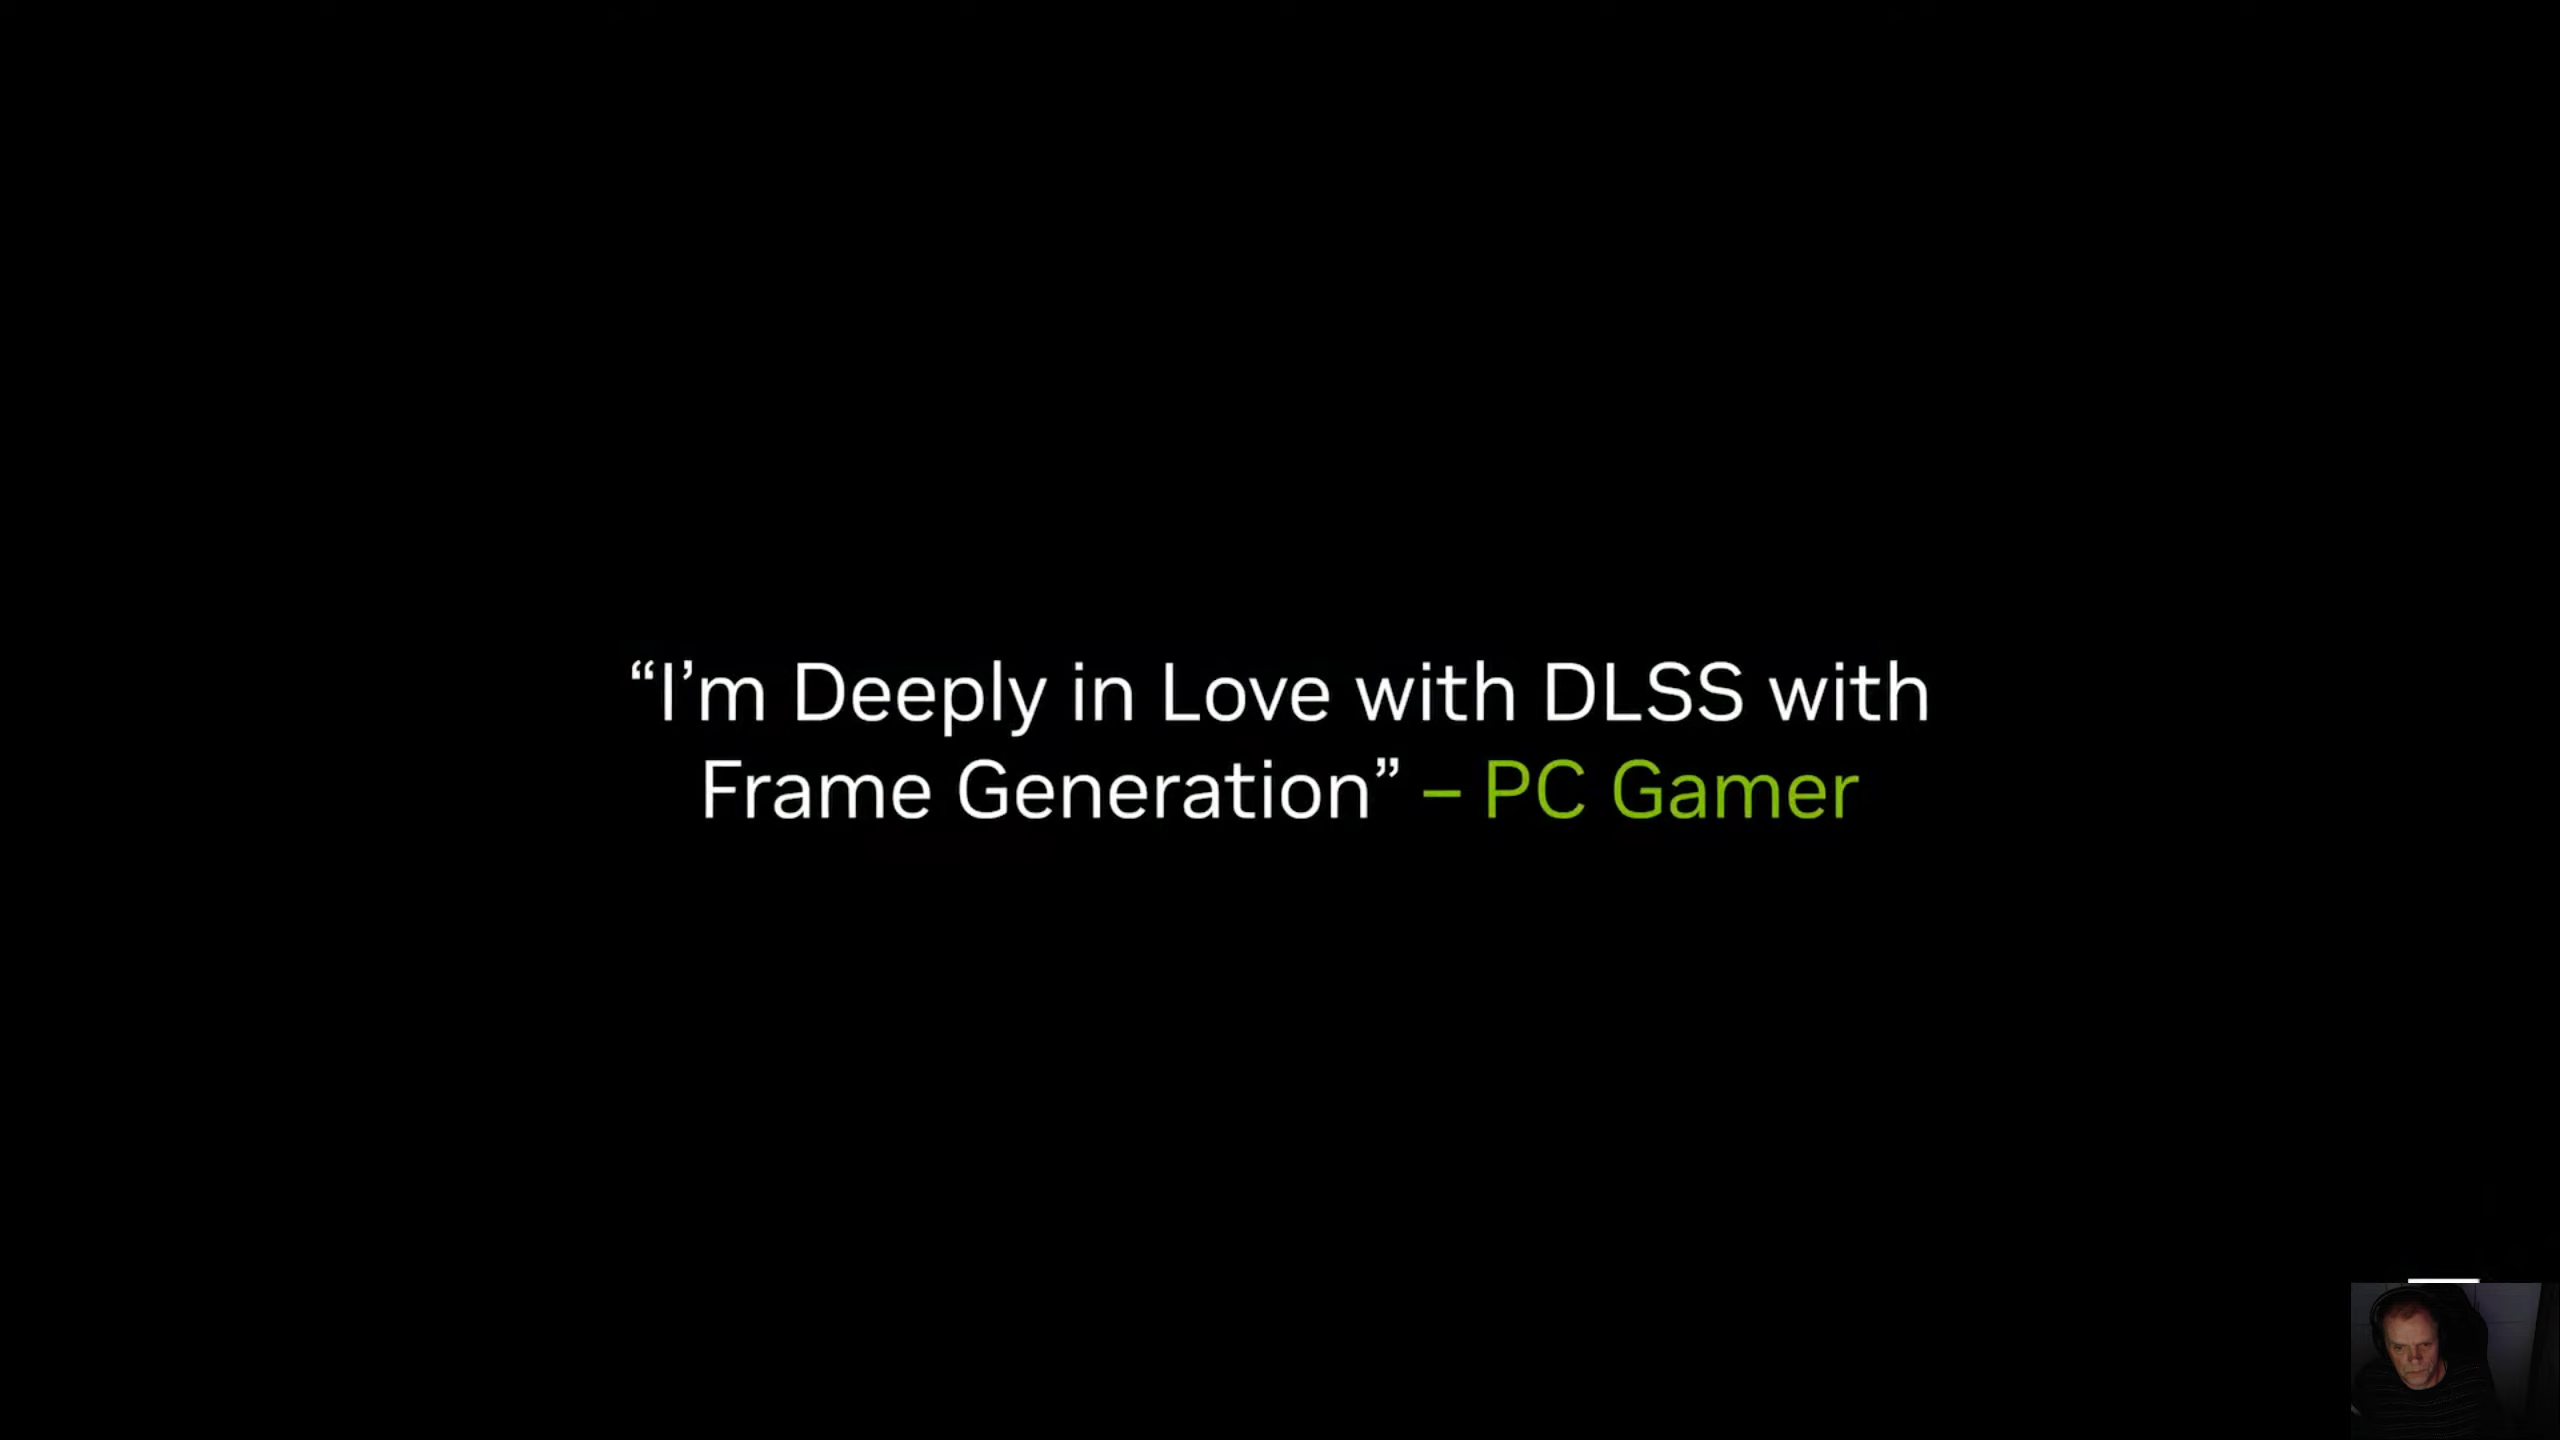 “I’m Deeply in Love with DLSS with
Frame Generation” – PC Gamer